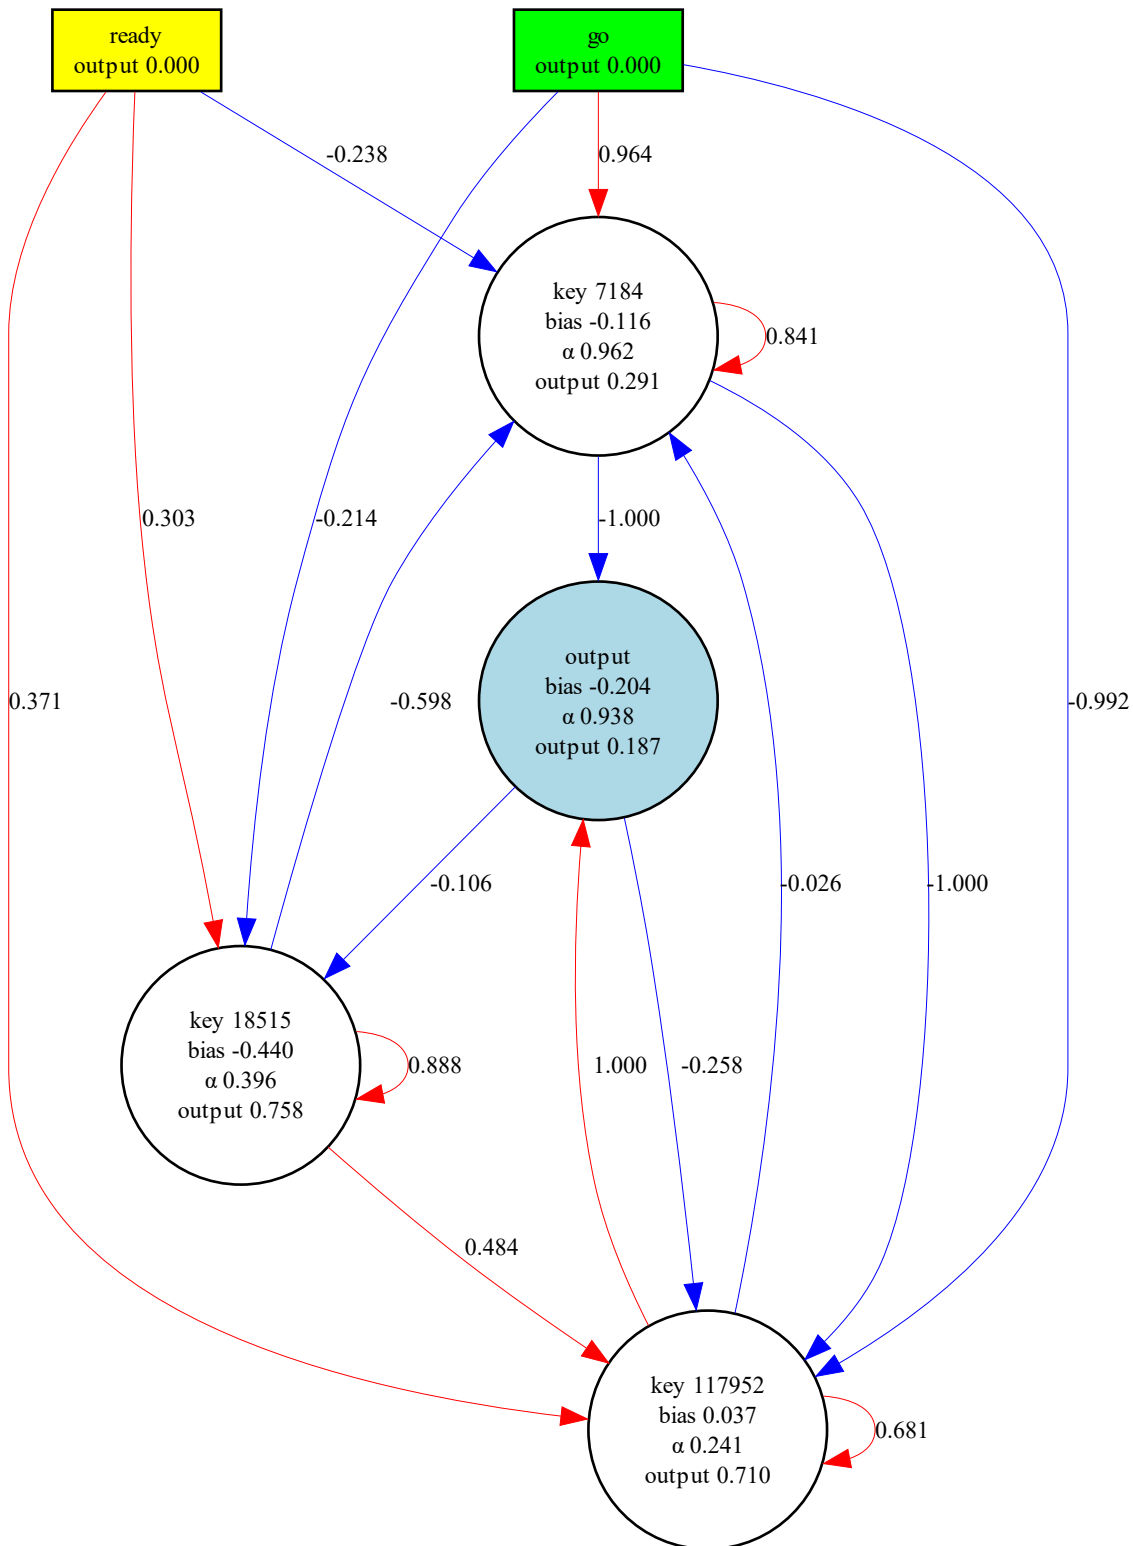 ready
output 0.000
go
output 0.000
-0.238
0.964
key 7184
bias -0.116
α 0.962
output 0.291
0.841
0.303
-0.214
-1.000
output
bias -0.204
α 0.938
output 0.187
0.371
-0.598
-0.992
-0.106
-0.026
-1.000
key 18515
bias -0.440
α 0.396
output 0.758
0.888
1.000
-0.258
0.484
key 117952
bias 0.037
α 0.241
output 0.710
0.681